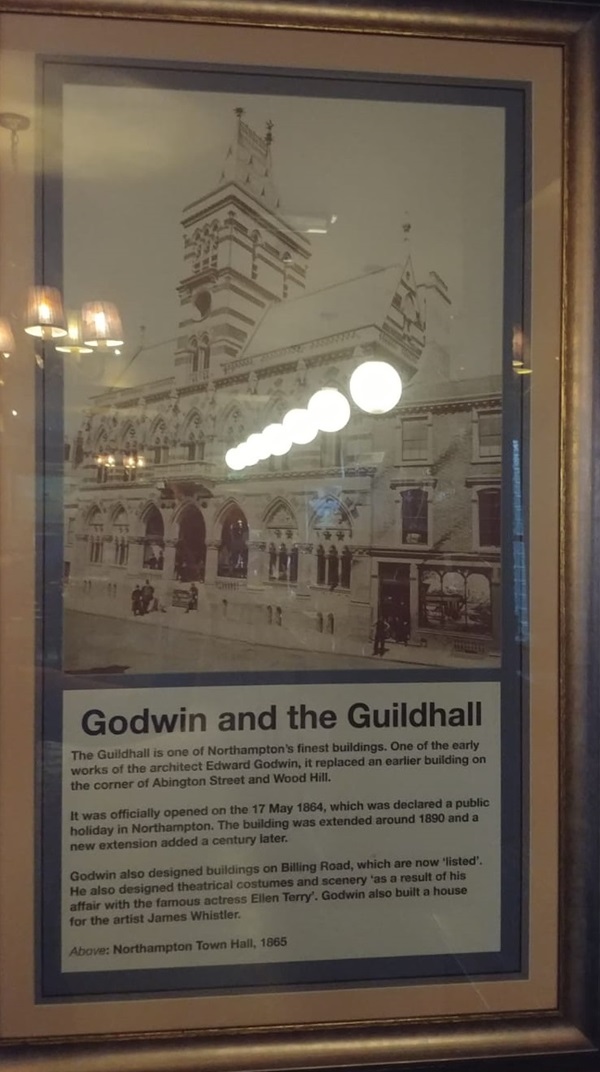 Godwin and the Guildhall
The Guildhall is one of Northampton's finest buildings. One of the early
works of the architect Edward Godwin, it replaced an earlier building on
the corner of Abington Street and Wood Hill.
It was officially opened on the 17 May 1864, which was declared a public
holiday in Northampton. The building was extended around 1890 and a
new extension added a century later.
Godwin also designed buildings on Billing Road, which are now 'listed'.
He also designed theatrical costumes and scenery 'as a result of his
affair with the famous actress Ellen Terry'. Godwin also built a house
for the artist James Whistler.
Above: Northampton Town Hall, 1865